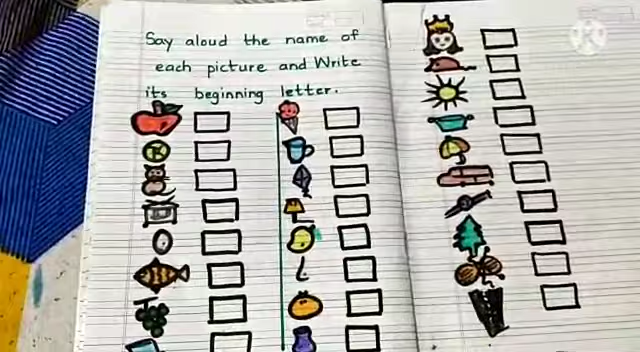 Say aloud the name of
each picture and Write
its beginning letter.